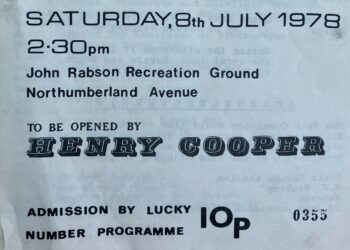 SATURDAY, 8th JULY 1978
2·30pm
John Rabson Recreation Ground
Northumberland Avenue
TO BE OPENED BY
HENRY COOPER
ADMISSION BY LUCKY
NUMBER PROGRAMME
10p
0355